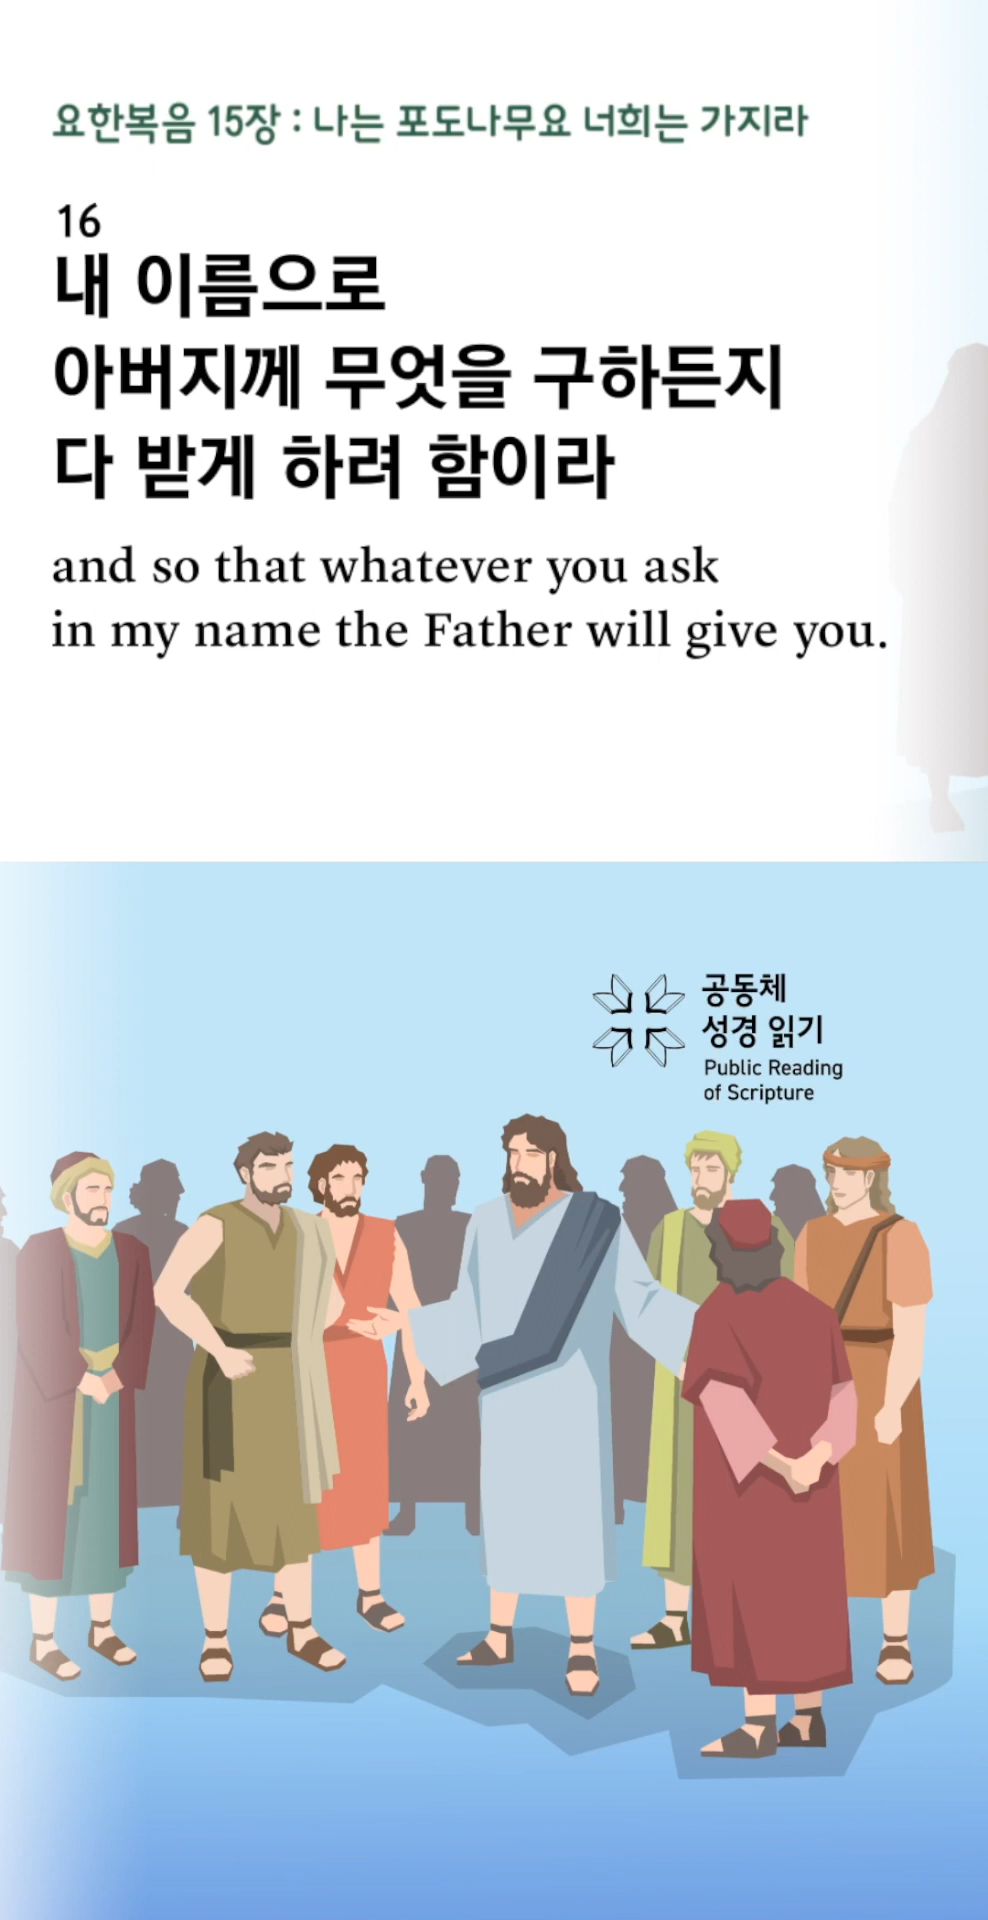 요한복음 15장 : 나는 포도나무요 너희는 가지라
16
내 이름으로
아버지께 무엇을 구하든지
다 받게 하려 함이라
and so that whatever you ask
in my name the Father will give you.
공동체
성경 읽기
Public Reading
of Scripture